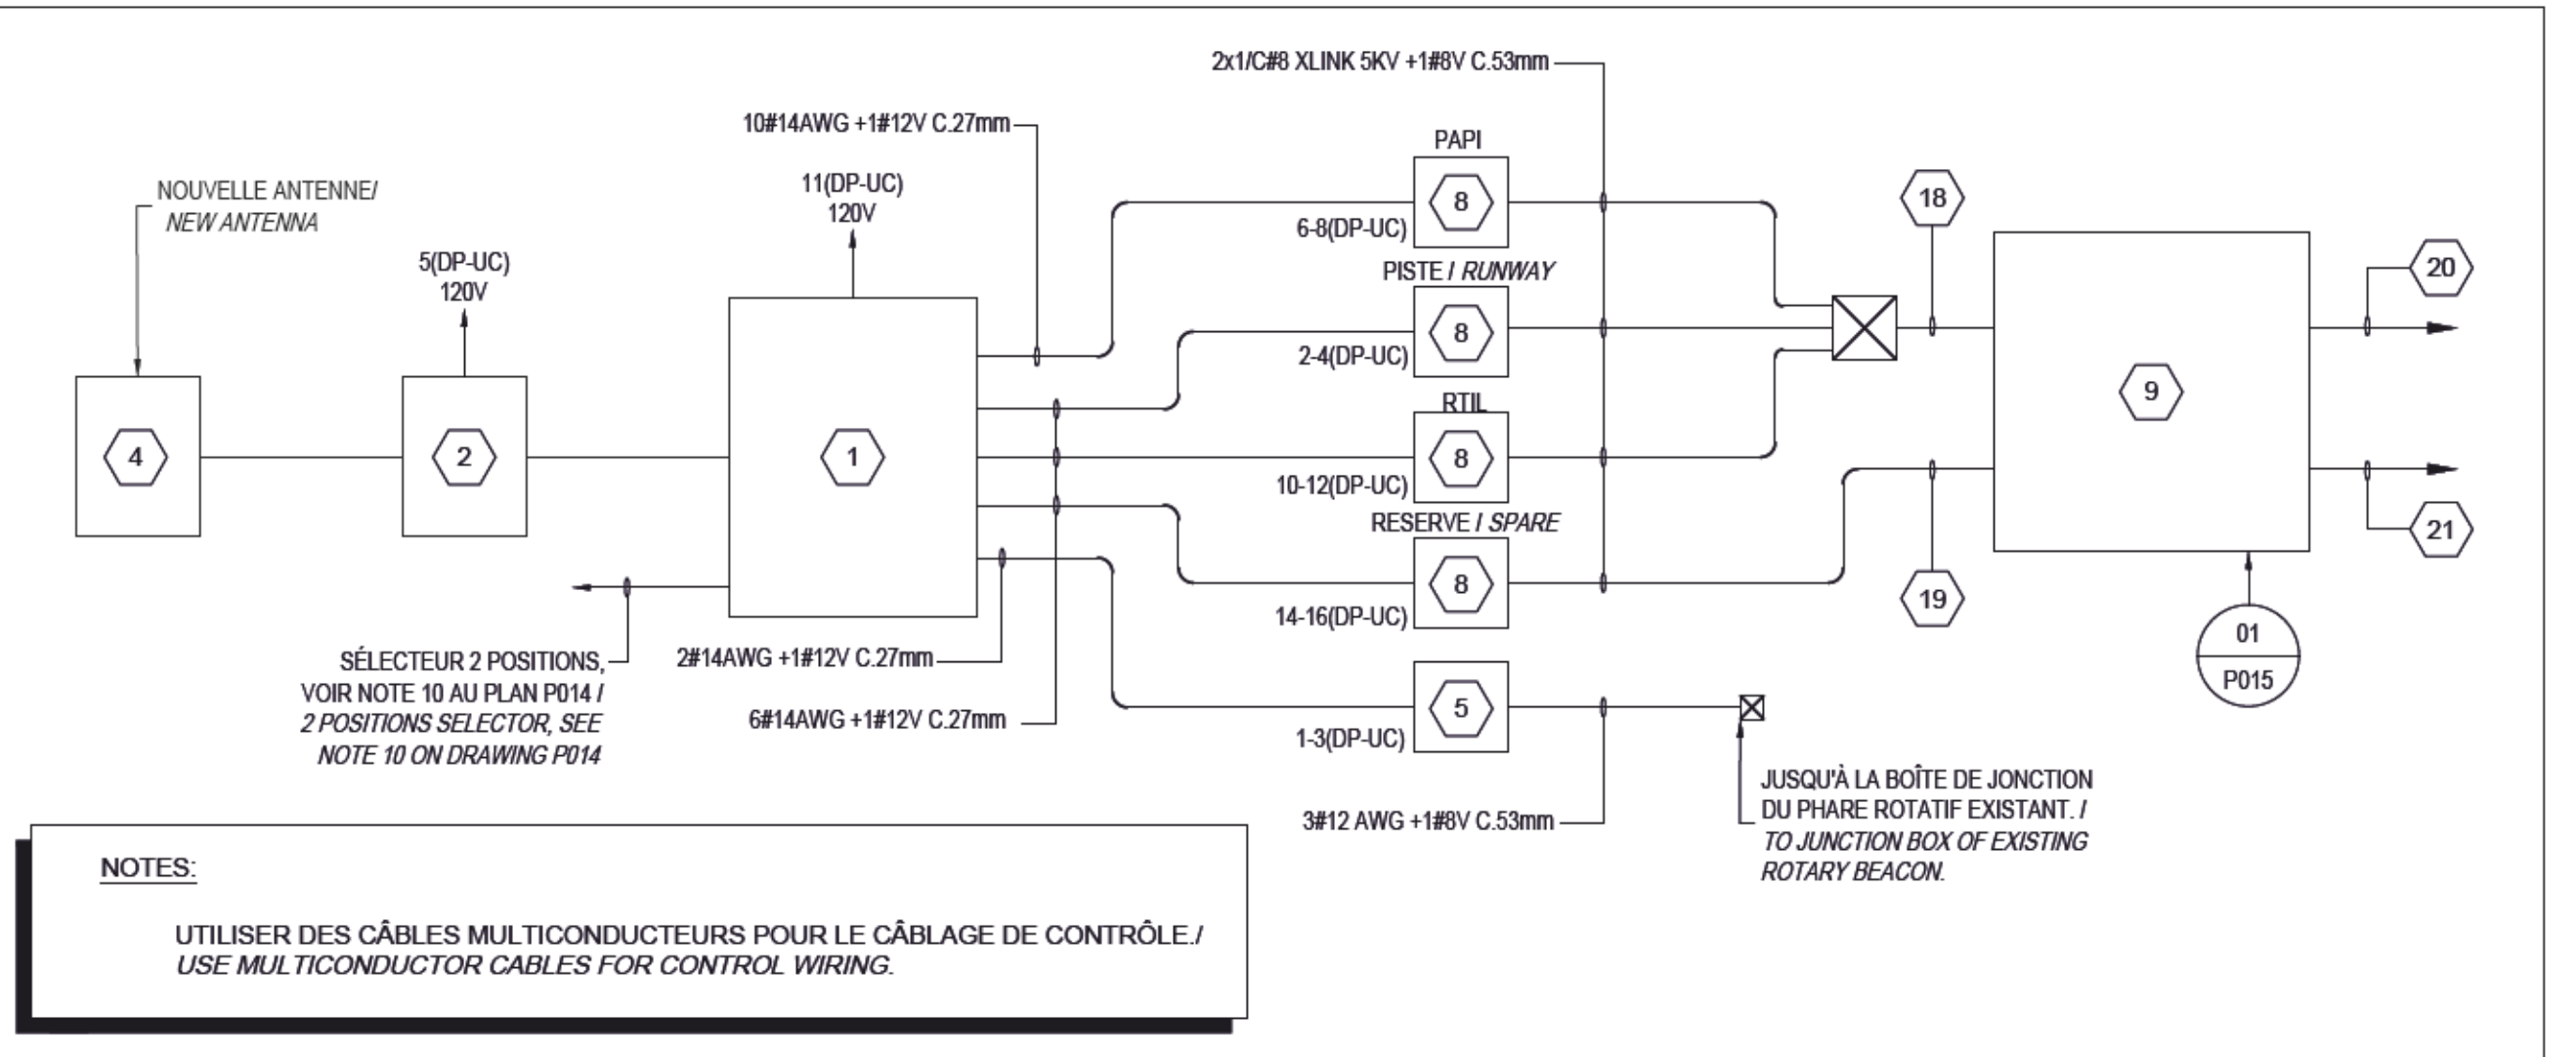 2x1/C#8 XLINK 5KV +1#8V C.53mm
10#14AWG +1#12V C.27mm
NOUVELLE ANTENNE/
NEW ANTENNA
5(DP-UC)
120V
11(DP-UC)
120V
4
2
1
PAPI
8
6-8(DP-UC)
PISTE / RUNWAY
8
2-4(DP-UC)
RTIL
8
10-12(DP-UC)
RESERVE / SPARE
8
14-16(DP-UC)
5
1-3(DP-UC)
18
19
9
20
21
01
P015
SÉLECTEUR 2 POSITIONS,
VOIR NOTE 10 AU PLAN P014 /
2 POSITIONS SELECTOR, SEE
NOTE 10 ON DRAWING P014
2#14AWG +1#12V C.27mm
6#14AWG +1#12V C.27mm
3#12 AWG +1#8V C.53mm
JUSQU'À LA BOÎTE DE JONCTION
DU PHARE ROTATIF EXISTANT. /
TO JUNCTION BOX OF EXISTING
ROTARY BEACON.
NOTES:
UTILISER DES CÂBLES MULTICONDUCTEURS POUR LE CÂBLAGE DE CONTRÔLE./
USE MULTICONDUCTOR CABLES FOR CONTROL WIRING.